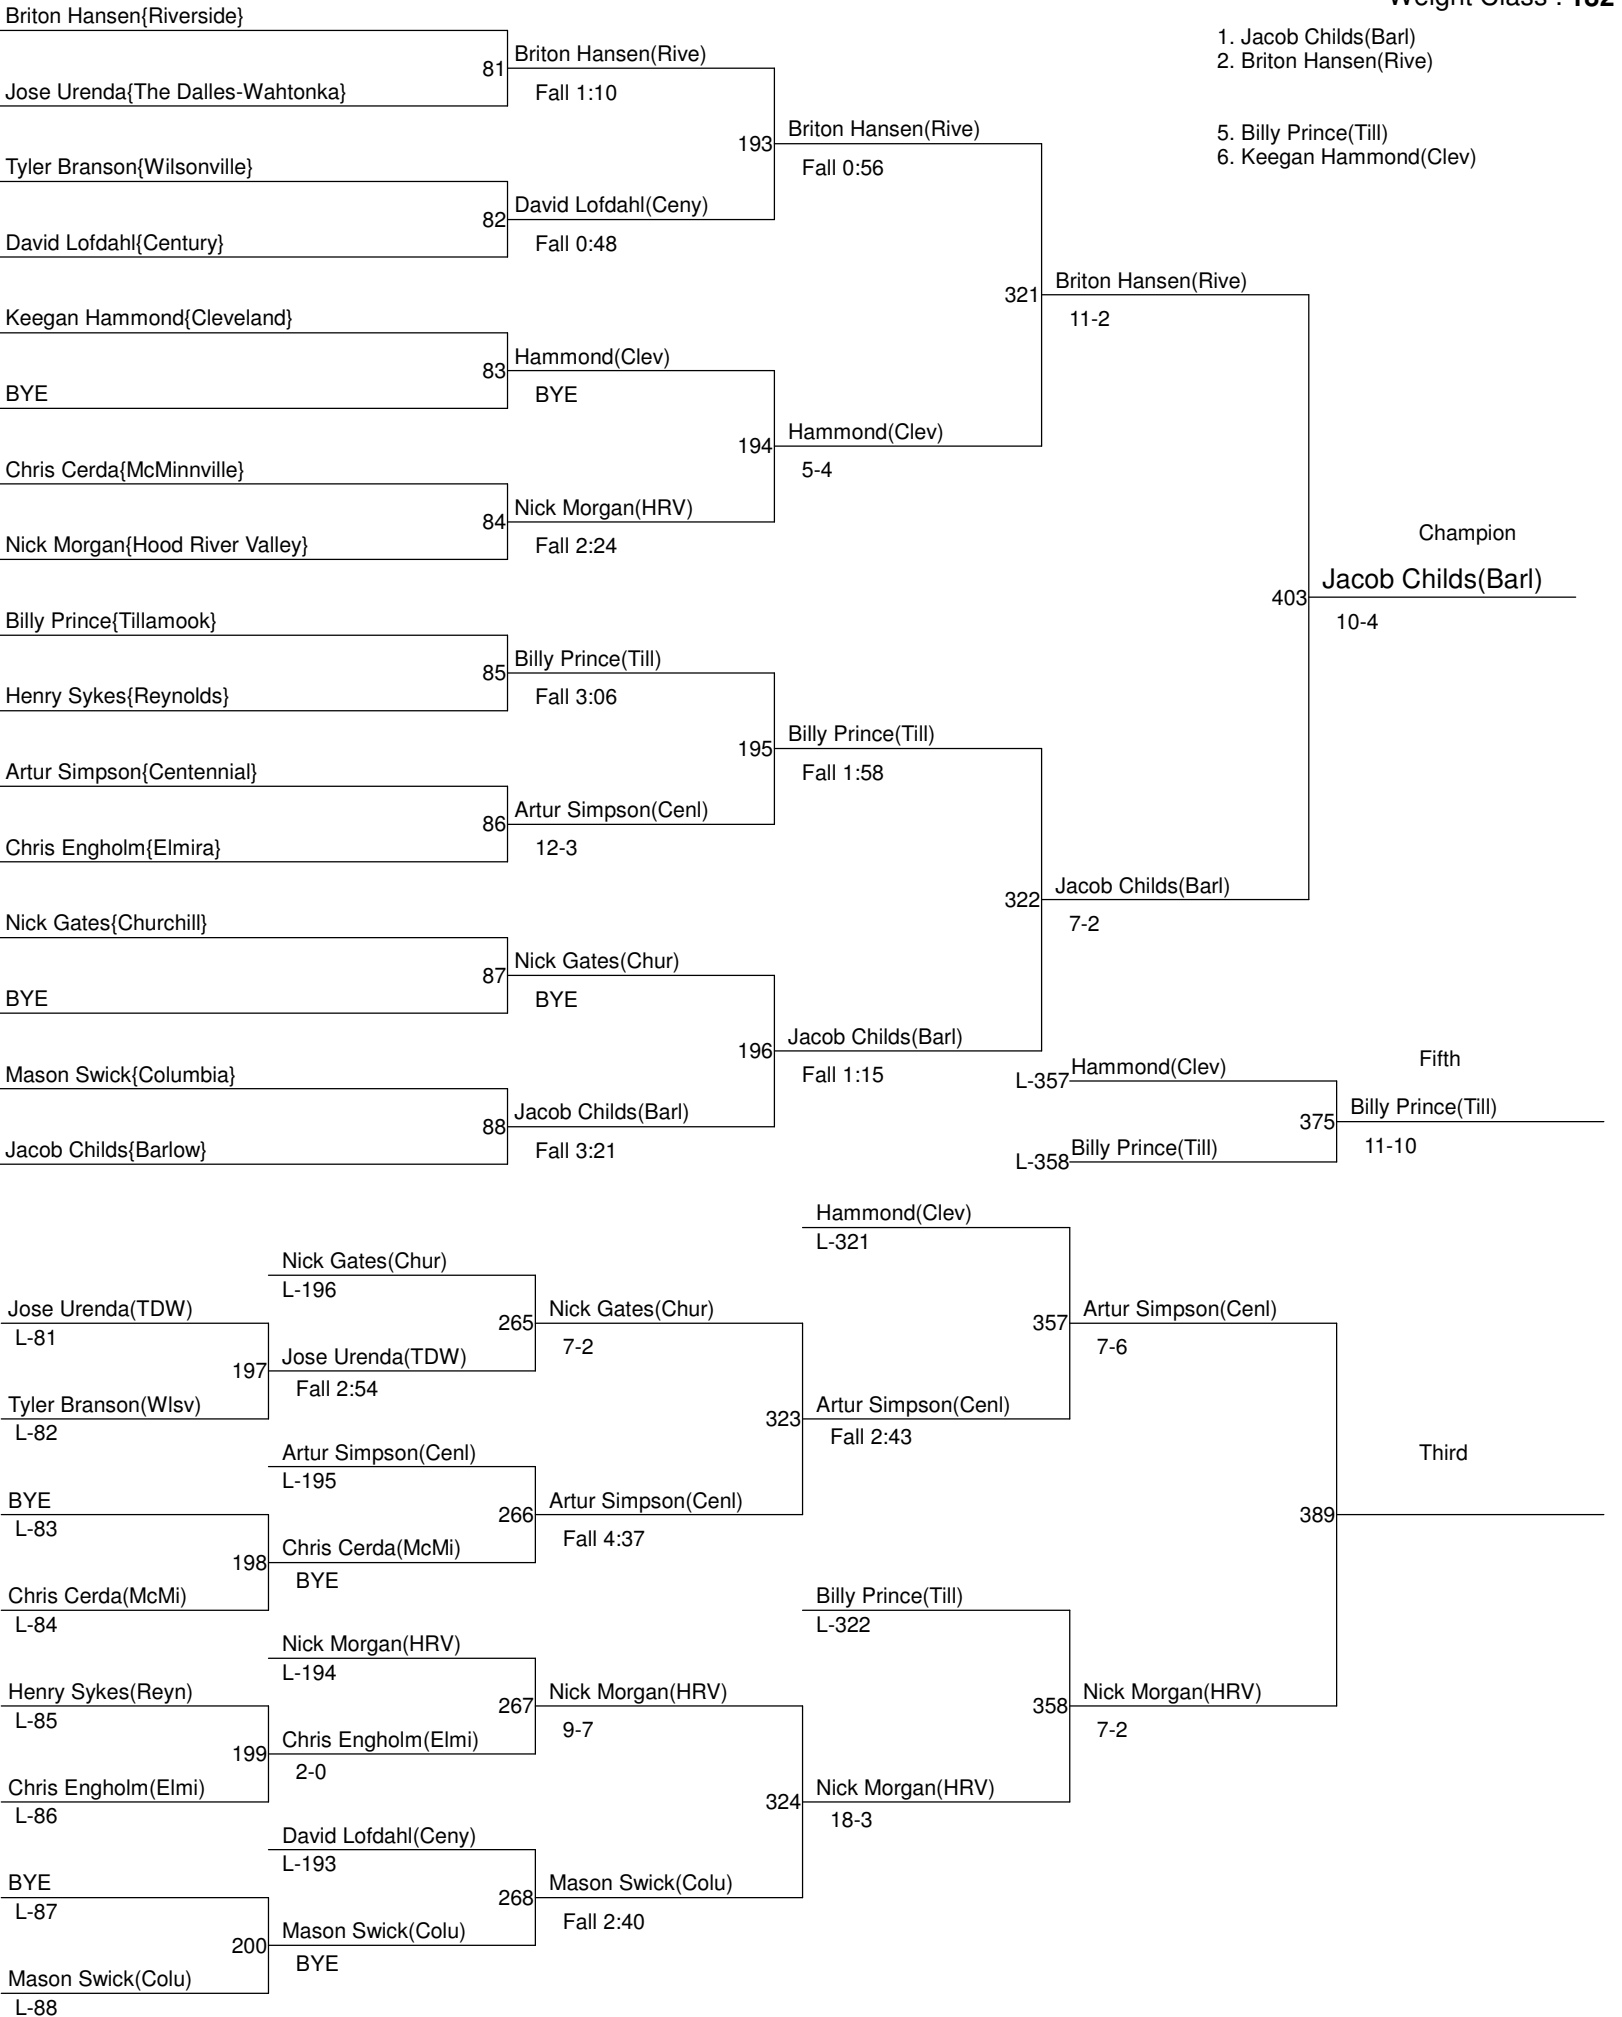 Weight Class :
1. Jacob Childs(Barl)
2. Briton Hansen(Rive)
5. Billy Prince(Till)
6. Keegan Hammond(Clev)
Briton Hansen{Riverside}
81
Briton Hansen(Rive)
Fall 1:10
Jose Urenda{The Dalles-Wahtonka}
193
Briton Hansen(Rive)
Fall 0:56
Tyler Branson{Wilsonville}
82
David Lofdahl(Ceny)
Fall 0:48
David Lofdahl{Century}
321
Briton Hansen(Rive)
11-2
Keegan Hammond{Cleveland}
83
Hammond(Clev)
BYE
BYE
194
Hammond(Clev)
5-4
Chris Cerda{McMinnville}
84
Nick Morgan(HRV)
Fall 2:24
Nick Morgan{Hood River Valley}
Champion
403
Jacob Childs(Barl)
10-4
Billy Prince{Tillamook}
85
Billy Prince(Till)
Fall 3:06
Henry Sykes{Reynolds}
195
Billy Prince(Till)
Fall 1:58
Artur Simpson{Centennial}
86
Artur Simpson(Cenl)
12-3
Chris Engholm{Elmira}
322
Jacob Childs(Barl)
7-2
Nick Gates{Churchill}
87
Nick Gates(Chur)
BYE
BYE
196
Jacob Childs(Barl)
Fall 1:15
Mason Swick{Columbia}
88
Jacob Childs(Barl)
Fall 3:21
Jacob Childs{Barlow}
Fifth
L-357
Hammond(Clev)
375
Billy Prince(Till)
11-10
L-358
Billy Prince(Till)
Hammond(Clev)
L-321
Nick Gates(Chur)
L-196
Jose Urenda(TDW)
L-81
265
Nick Gates(Chur)
7-2
357
Artur Simpson(Cenl)
7-6
197
Jose Urenda(TDW)
Fall 2:54
Tyler Branson(Wlsv)
L-82
323
Artur Simpson(Cenl)
Fall 2:43
Artur Simpson(Cenl)
L-195
Third
BYE
L-83
266
Artur Simpson(Cenl)
Fall 4:37
389
198
Chris Cerda(McMi)
BYE
Chris Cerda(McMi)
L-84
Billy Prince(Till)
L-322
Nick Morgan(HRV)
L-194
Henry Sykes(Reyn)
L-85
267
Nick Morgan(HRV)
9-7
358
Nick Morgan(HRV)
7-2
199
Chris Engholm(Elmi)
2-0
Chris Engholm(Elmi)
L-86
324
Nick Morgan(HRV)
18-3
David Lofdahl(Ceny)
L-193
BYE
L-87
268
Mason Swick(Colu)
Fall 2:40
200
Mason Swick(Colu)
BYE
Mason Swick(Colu)
L-88